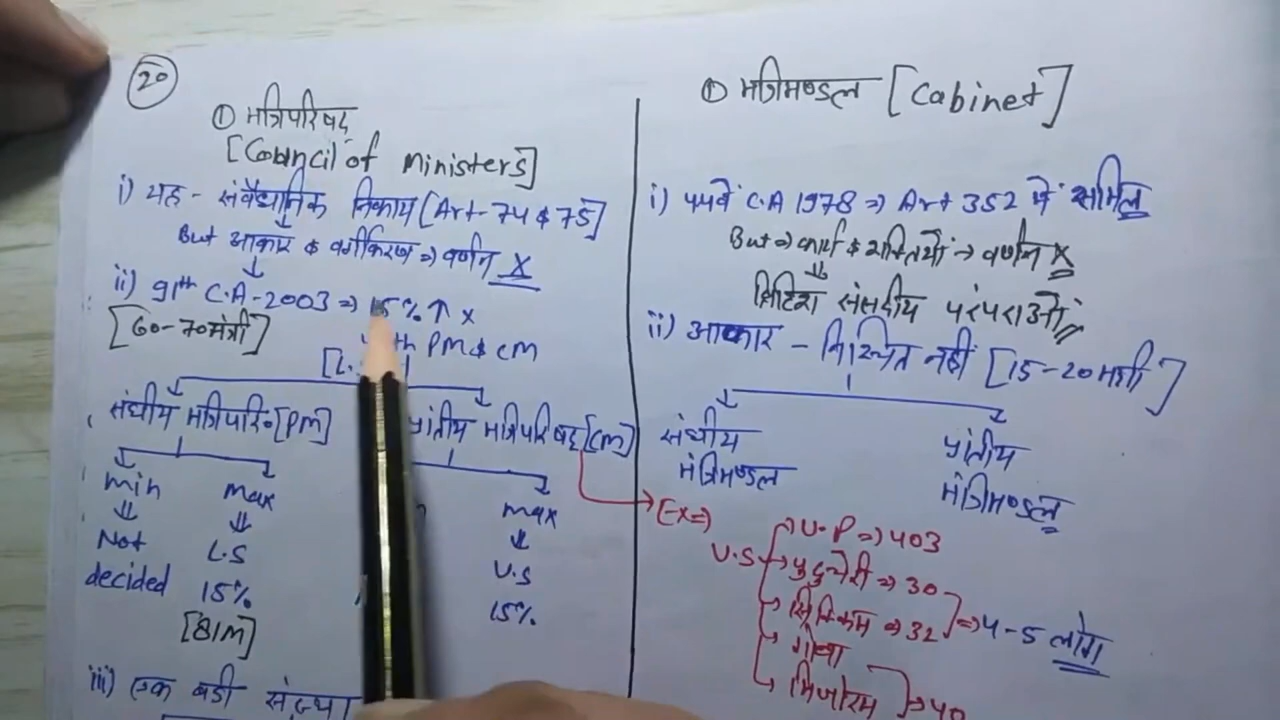 20
① मंत्रिपरिषद्
[Council of Ministers]
i) यह - संवैधानिक निकाय [Art-74 & 75]
But आकार & वर्गीकरण ⇒ वर्णन X
ii) 91th C.A-2003 ⇒ 15% ↑ x
[60-70मंत्री]
PM & CM
[L.
संघीय मंत्रिपरि० [PM]
प्रांतीय मंत्रिपरिषद् [CM]
min
max
max
Not
decided
L.S
15%
[81M]
U.S
15%
iii) एक बडी संख्या
① मंत्रिमण्डल [Cabinet]
i) 44वें C.A 1978 ⇒ Art 352 में सामिल
But ⇒ कार्य & शक्तियों → वर्णन X
ब्रिटिश संसदीय परंपराओं
ii) आकार - निश्चित नहीं [15-20 मंत्री]
संघीय
मंत्रिमण्डल
प्रांतीय
मंत्रिमण्डल
Ex ⇒
U.S
U.P ⇒ 403
पुदुचेरी ⇒ 30
सिक्किम ⇒ 32
⇒ 4-5 लोग
गोवा
मिजोरम
→ 40